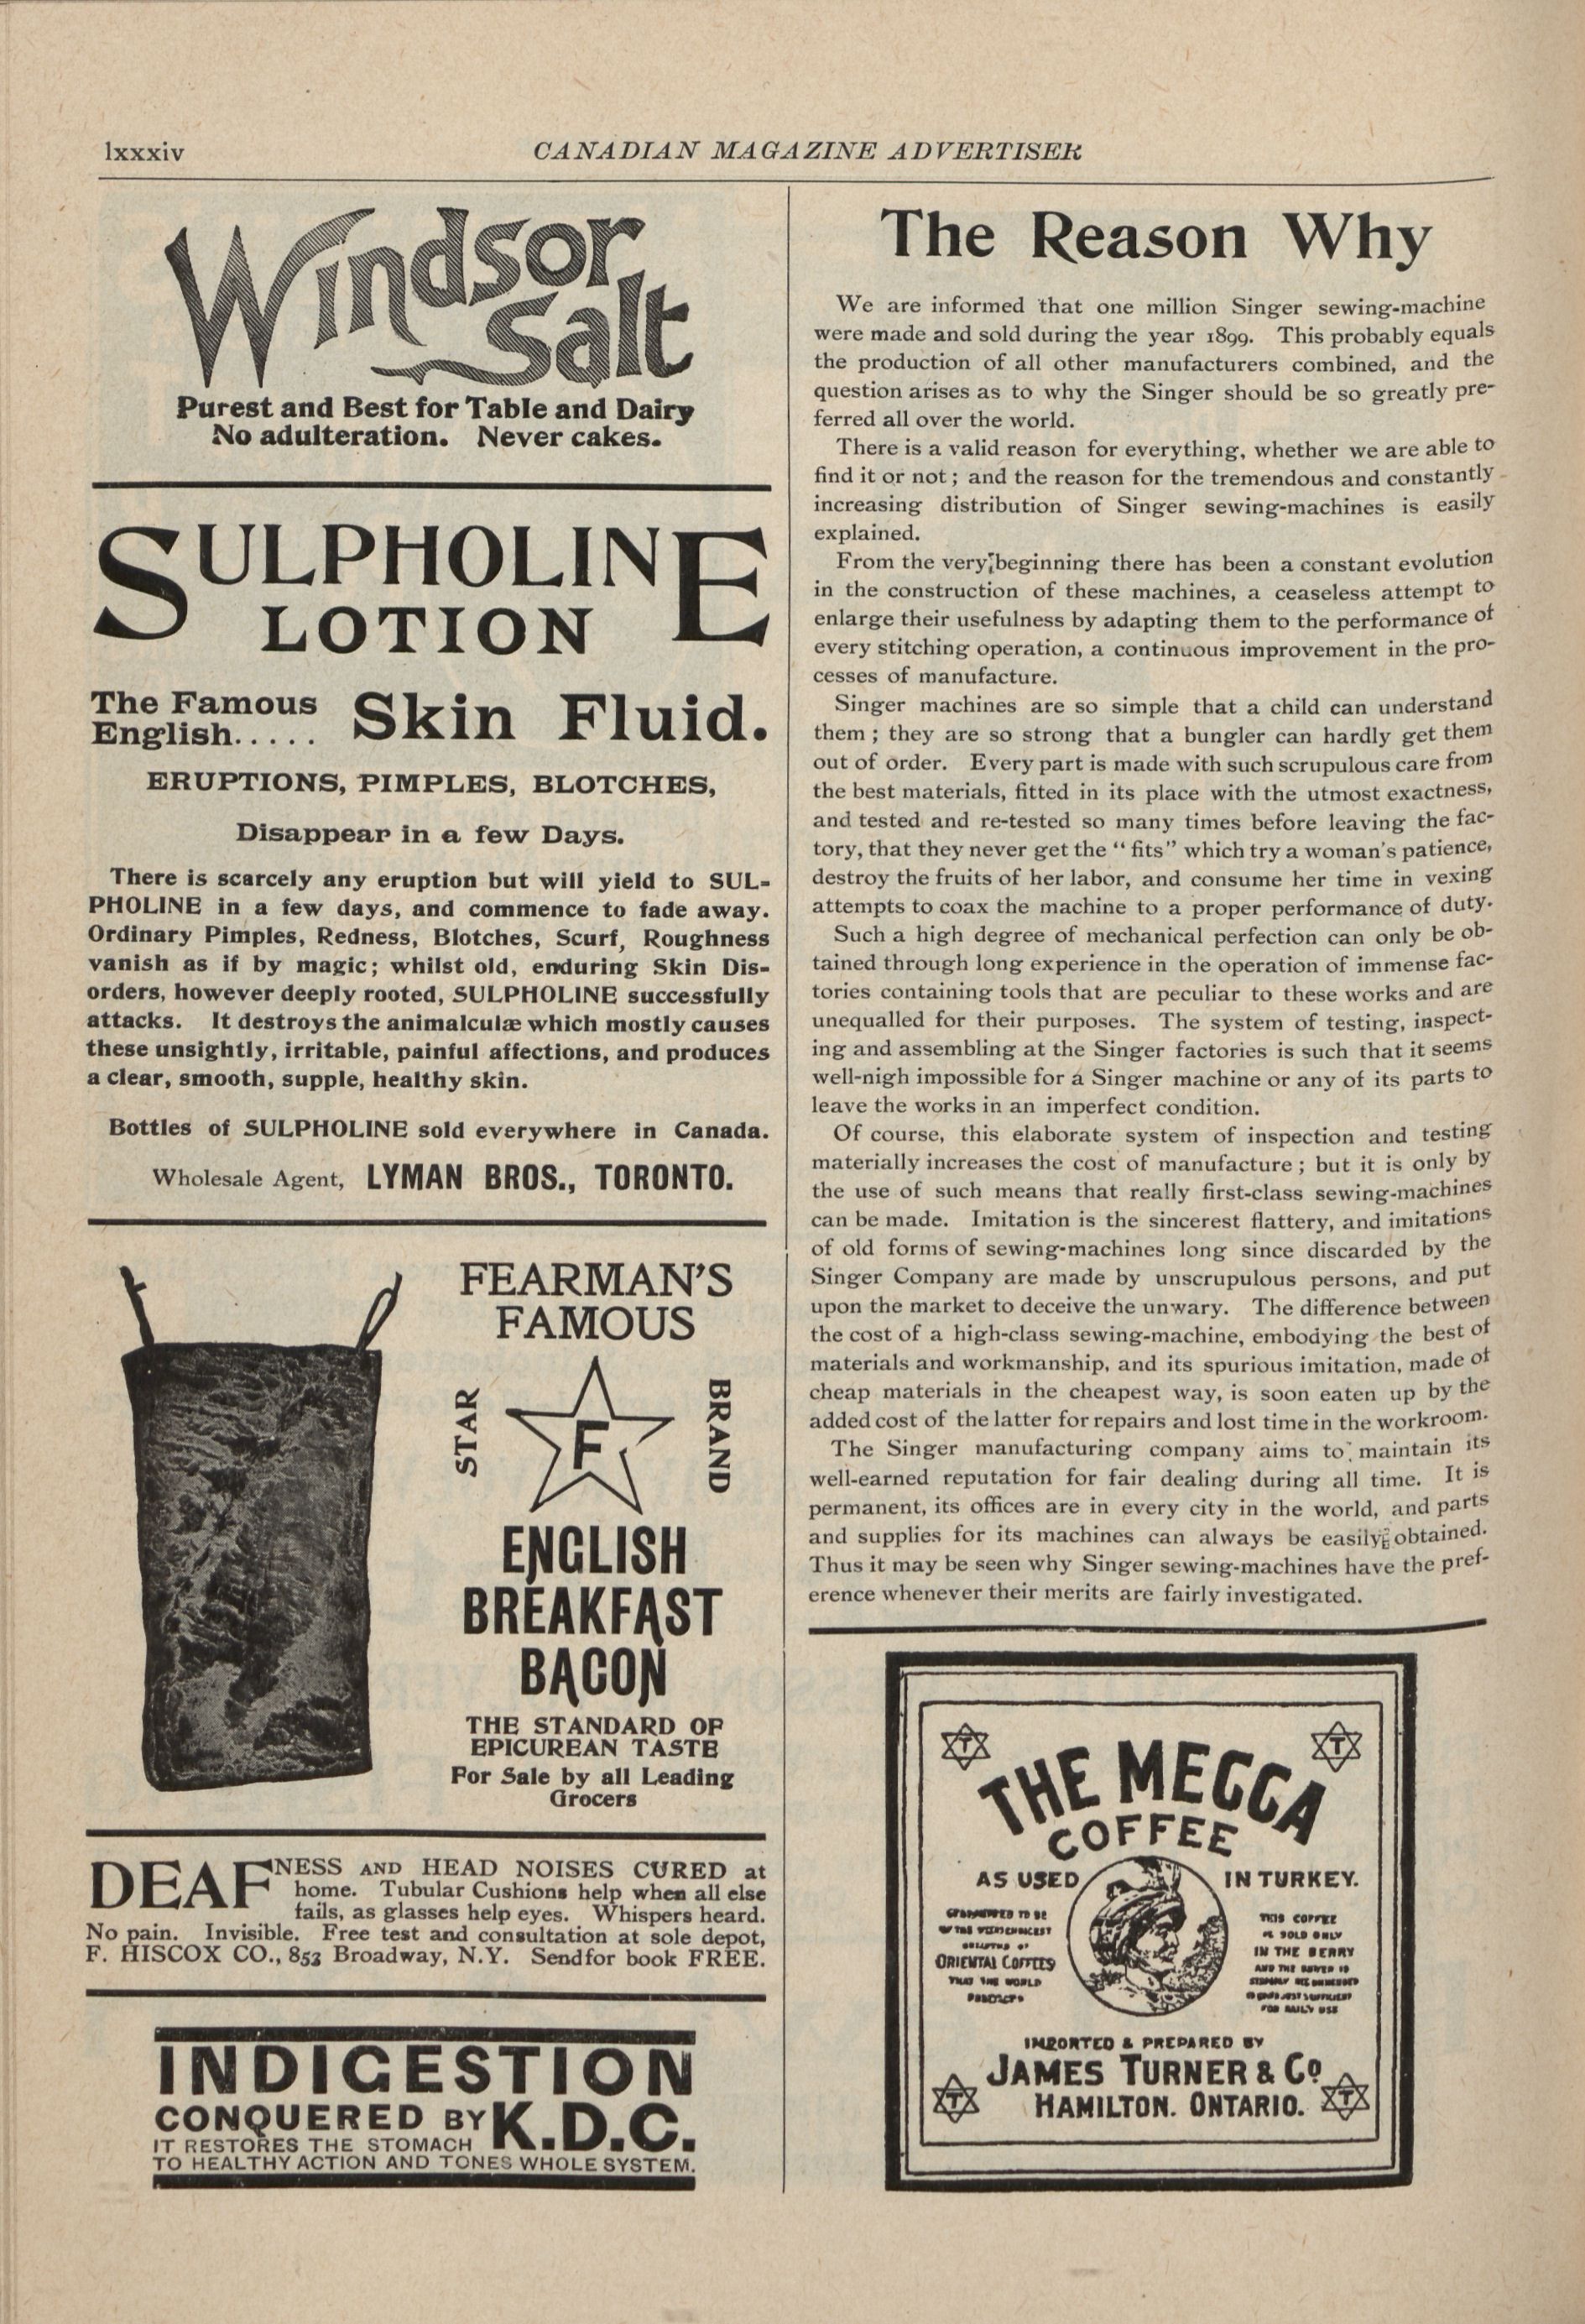 lxxxiv
CANADIAN MAGAZINE ADVERTISER
Windsor
Salt
Purest and Best for Table and Dairy
No adulteration. Never cakes.
SULPHOLINE
LOTION
The Famous
English.....
Skin Fluid.
ERUPTIONS, PIMPLES, BLOTCHES,
Disappear in a few Days.
There is scarcely any eruption but will yield to SUL-
PHOLINE in a few days, and commence to fade away.
Ordinary Pimples, Redness, Blotches, Scurf, Roughness
vanish as if by magic; whilst old, enduring Skin Dis-
orders, however deeply rooted, SULPHOLINE successfully
attacks. It destroys the animalculæ which mostly causes
these unsightly, irritable, painful affections, and produces
a clear, smooth, supple, healthy skin.
Bottles of SULPHOLINE sold everywhere in Canada.
Wholesale Agent, LYMAN BROS., TORONTO.
FEARMAN'S
FAMOUS
STAR
F
BRAND
ENGLISH
BREAKFAST
BACON
THE STANDARD OF
EPICUREAN TASTE
For Sale by all Leading
Grocers
DEAFNESS AND HEAD NOISES CURED at
home. Tubular Cushions help when all else
fails, as glasses help eyes. Whispers heard.
No pain. Invisible. Free test and consultation at sole depot,
F. HISCOX CO., 853 Broadway, N.Y. Send for book FREE.
INDIGESTION
CONQUERED BY K.D.C.
IT RESTORES THE STOMACH
TO HEALTHY ACTION AND TONES WHOLE SYSTEM.
The Reason Why
We are informed that one million Singer sewing-machine
were made and sold during the year 1899. This probably equals
the production of all other manufacturers combined, and the
question arises as to why the Singer should be so greatly pre-
ferred all over the world.
There is a valid reason for everything, whether we are able to
find it or not; and the reason for the tremendous and constantly
increasing distribution of Singer sewing-machines is easily
explained.
From the very beginning there has been a constant evolution
in the construction of these machines, a ceaseless attempt to
enlarge their usefulness by adapting them to the performance of
every stitching operation, a continuous improvement in the pro-
cesses of manufacture.
Singer machines are so simple that a child can understand
them; they are so strong that a bungler can hardly get them
out of order. Every part is made with such scrupulous care from
the best materials, fitted in its place with the utmost exactness,
and tested and re-tested so many times before leaving the fac-
tory, that they never get the "fits" which try a woman's patience,
destroy the fruits of her labor, and consume her time in vexing
attempts to coax the machine to a proper performance of duty.
Such a high degree of mechanical perfection can only be ob-
tained through long experience in the operation of immense fac-
tories containing tools that are peculiar to these works and are
unequalled for their purposes. The system of testing, inspect-
ing and assembling at the Singer factories is such that it seems
well-nigh impossible for a Singer machine or any of its parts to
leave the works in an imperfect condition.
Of course, this elaborate system of inspection and testing
materially increases the cost of manufacture; but it is only by
the use of such means that really first-class sewing-machines
can be made. Imitation is the sincerest flattery, and imitations
of old forms of sewing-machines long since discarded by the
Singer Company are made by unscrupulous persons, and put
upon the market to deceive the unwary. The difference between
the cost of a high-class sewing-machine, embodying the best of
materials and workmanship, and its spurious imitation, made of
cheap materials in the cheapest way, is soon eaten up by the
added cost of the latter for repairs and lost time in the workroom.
The Singer manufacturing company aims to maintain its
well-earned reputation for fair dealing during all time. It is
permanent, its offices are in every city in the world, and parts
and supplies for its machines can always be easily obtained.
Thus it may be seen why Singer sewing-machines have the pref-
erence whenever their merits are fairly investigated.
T T
THE MECCA
COFFEE
AS USED IN TURKEY.
GUARANTEED TO BE
OF THE
ORIENTAL COFFEES
THAT THE WORLD
PRODUCES
THIS COFFEE
IS SOLD ONLY
IN THE BERRY
AND THE BUYER IS
FOR DAILY USE
IMPORTED & PREPARED BY
JAMES TURNER & CO
HAMILTON. ONTARIO.
T T